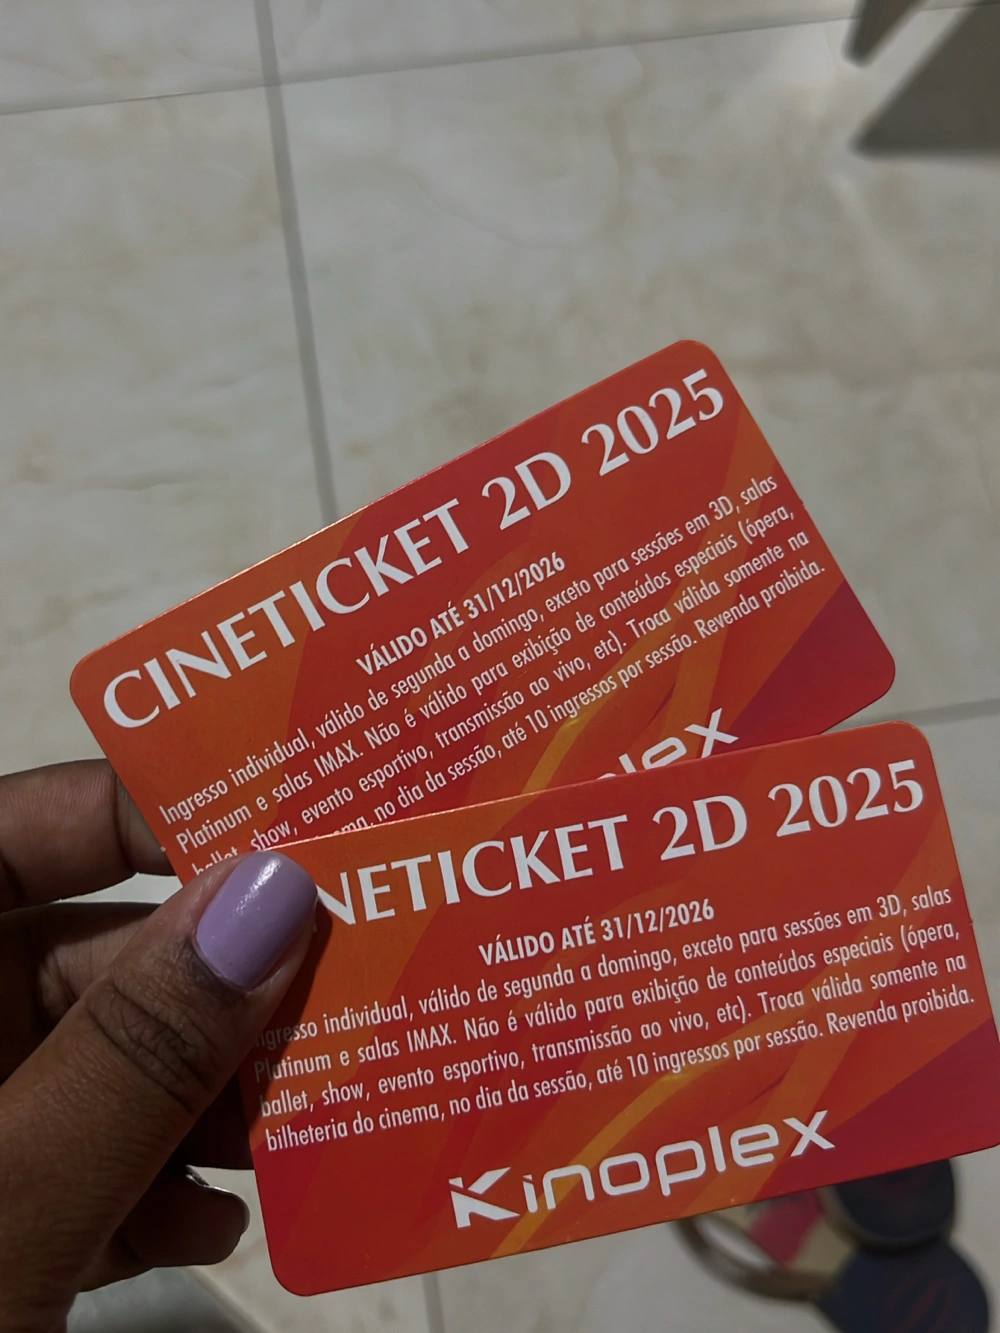 CINETICKET 2D 2025
VÁLIDO ATÉ 31/12/2026
Ingresso individual, válido de segunda a domingo, exceto para sessões em 3D, salas
Platinum e salas IMAX. Não é válido para exibição de conteúdos especiais (ópera,
ballet, show, evento esportivo, transmissão ao vivo, etc). Troca válida somente na
no dia da sessão, até 10 ingressos por sessão. Revenda proibida.
plex
NETICKET 2D 2025
VÁLIDO ATÉ 31/12/2026
Ingresso individual, válido de segunda a domingo, exceto para sessões em 3D, salas
Platinum e salas IMAX. Não é válido para exibição de conteúdos especiais (ópera,
ballet, show, evento esportivo, transmissão ao vivo, etc). Troca válida somente na
bilheteria do cinema, no dia da sessão, até 10 ingressos por sessão. Revenda proibida.
Kinoplex